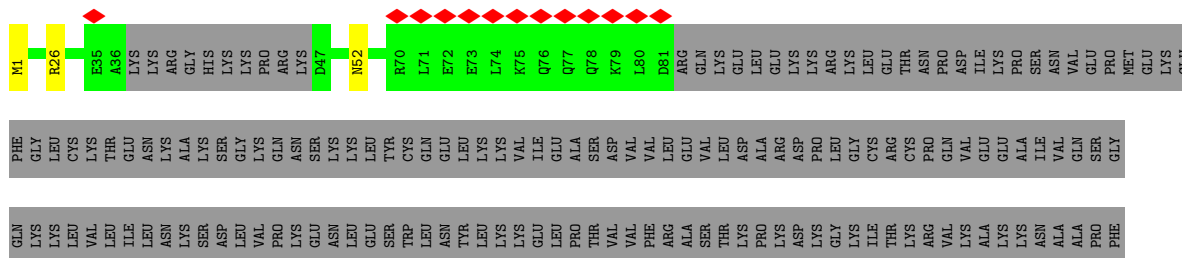 M1 R26 E35 A36 LYS LYS ARG GLY HIS LYS LYS PRO ARG LYS D47 N52 R70 L71 E72 E73 L74 K75 Q76 Q77 Q78 K79 L80 D81 ARG GLN LYS GLU LEU GLU LYS LYS ARG LYS LEU GLU THR ASN PRO ASP ILE LYS PRO SER ASN VAL GLU PRO MET GLU LYS
PHE GLY LEU CYS LYS THR GLU ASN LYS ALA LYS SER GLY LYS GLN ASN SER LYS LYS LEU TYR CYS GLN GLU LEU LYS LYS VAL ILE GLU ALA SER ASP VAL VAL LEU GLU VAL LEU ASP ALA ARG ASP PRO LEU GLY CYS ARG CYS PRO GLN VAL GLU GLU ALA ILE VAL GLN SER GLY
GLN LYS LYS LEU VAL LEU ILE LEU ASN LYS SER ASP LEU VAL PRO LYS GLU ASN LEU GLU SER TRP LEU ASN TYR LEU LYS LYS GLU LEU PRO THR VAL VAL PHE ARG ALA SER THR LYS PRO LYS ASP LYS GLY LYS ILE THR LYS ARG VAL LYS ALA LYS LYS ASN ALA ALA PRO PHE